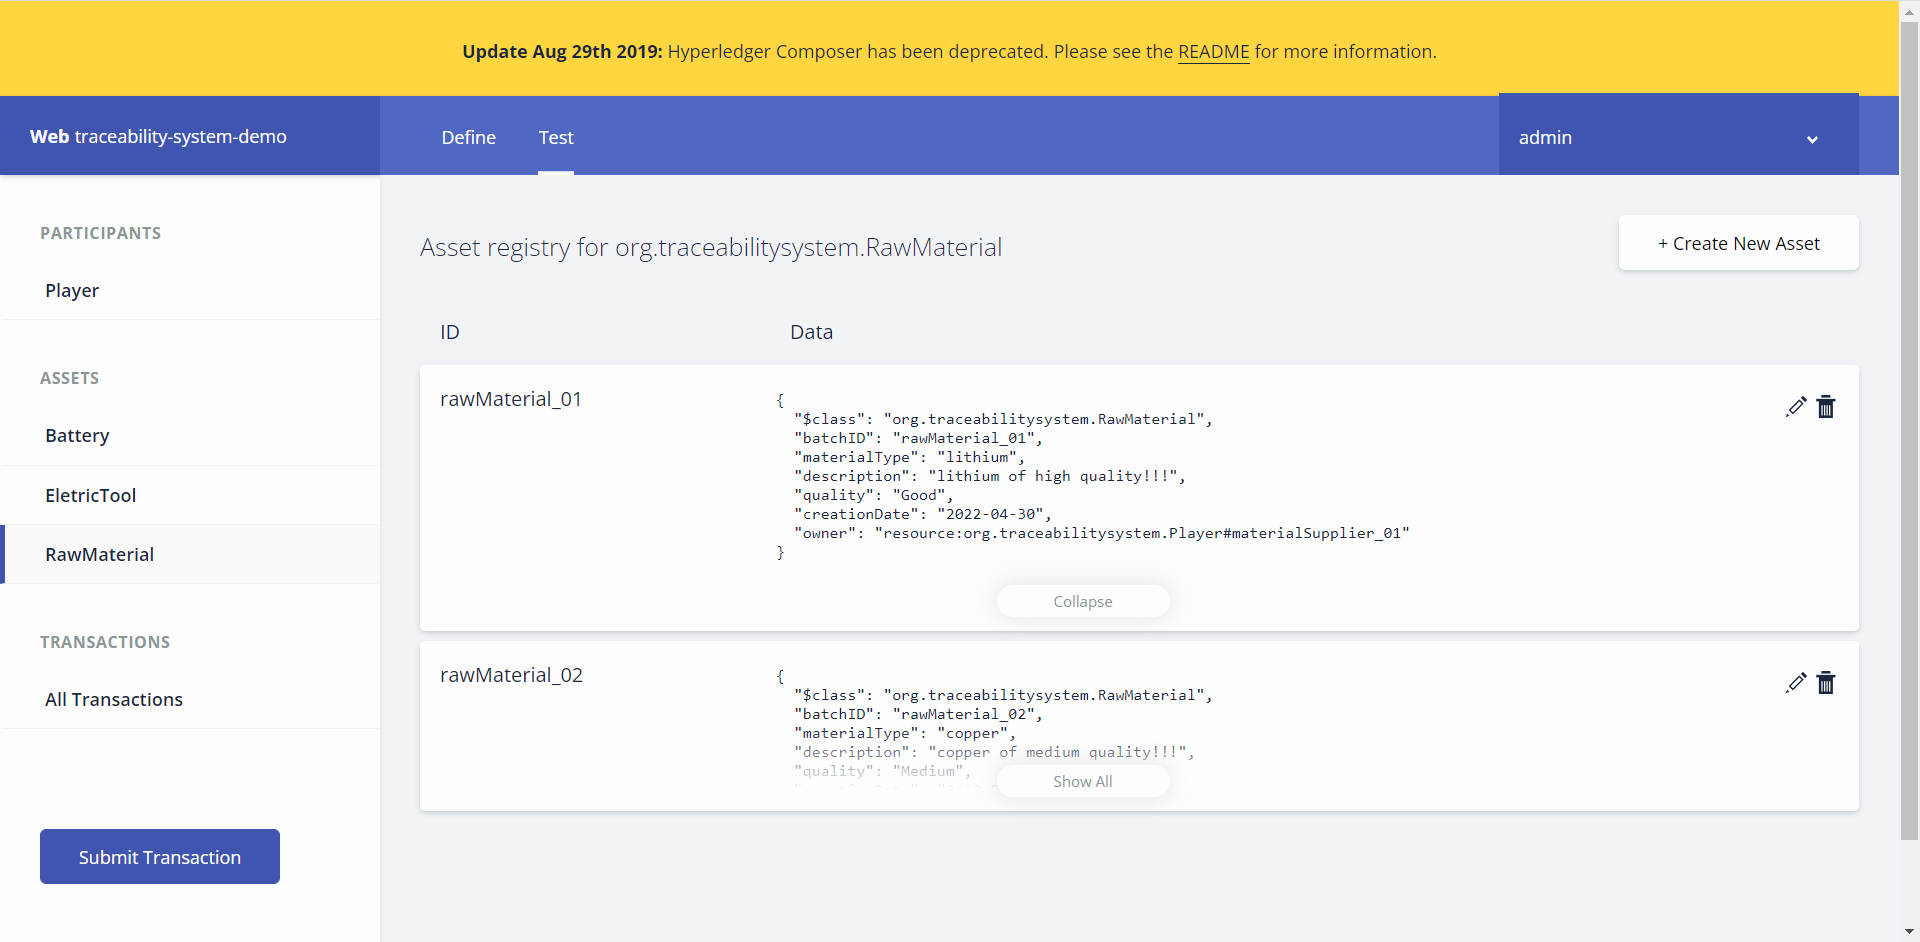 Update Aug 29th 2019: Hyperledger Composer has been deprecated. Please see the README for more information.
Web traceability-system-demo
Define
Test
admin
PARTICIPANTS
Player
ASSETS
Battery
EletricTool
RawMaterial
TRANSACTIONS
All Transactions
Submit Transaction
Asset registry for org.traceabilitysystem.RawMaterial
+ Create New Asset
ID
Data
rawMaterial_01
{
"$class": "org.traceabilitysystem.RawMaterial",
"batchID": "rawMaterial_01",
"materialType": "lithium",
"description": "lithium of high quality!!!",
"quality": "Good",
"creationDate": "2022-04-30",
"owner": "resource:org.traceabilitysystem.Player#materialSupplier_01"
}
Collapse
rawMaterial_02
{
"$class": "org.traceabilitysystem.RawMaterial",
"batchID": "rawMaterial_02",
"materialType": "copper",
"description": "copper of medium quality!!!",
"quality": "Medium",
Show All